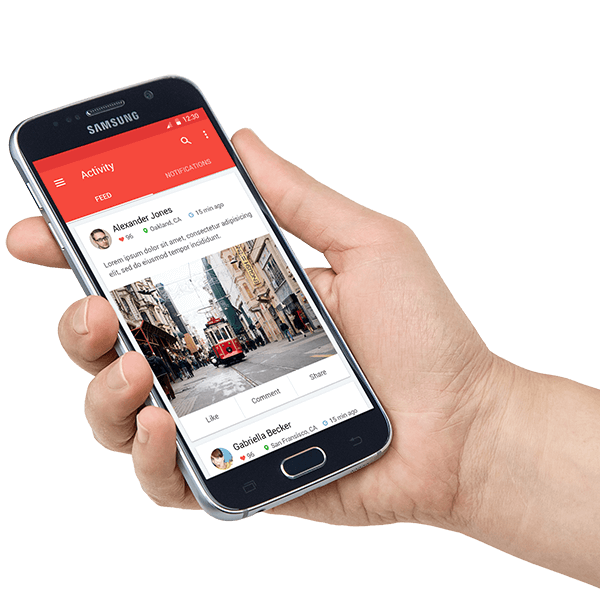 SAMSUNG
12:30
Activity
FEED
NOTIFICATIONS
Alexander Jones
96
Oakland, CA
15 min ago
Lorem ipsum dolor sit amet, consectetur adipisicing
elit, sed do eiusmod tempor incididunt.
Like
Comment
Share
Gabriella Becker
96
San Fransisco, CA
15 min ago